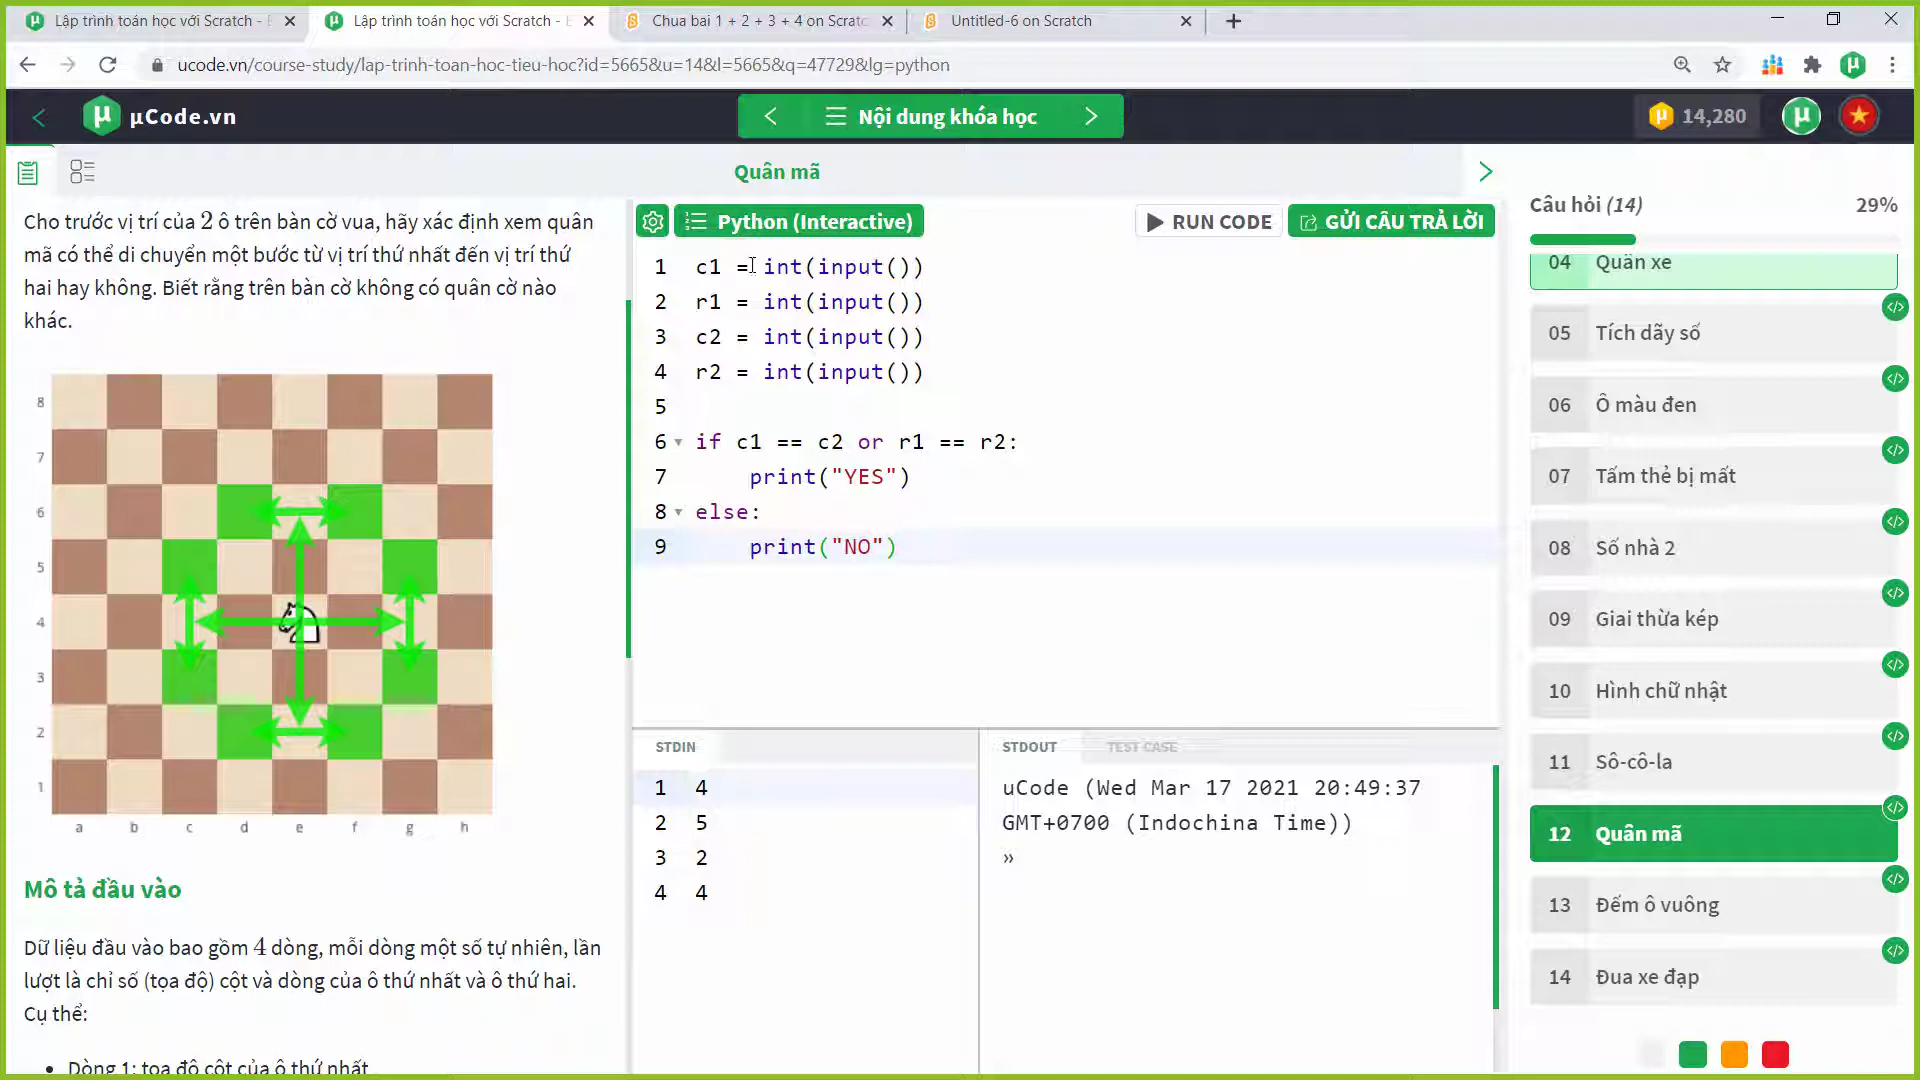 Lập trình toán học với Scratch -
Lập trình toán học với Scratch -
Chua bai 1 + 2 + 3 + 4 on Scratc
Untitled-6 on Scratch
ucode.vn/course-study/lap-trinh-toan-hoc-tieu-hoc?id=5665&u=14&l=5665&q=47729&lg=python
µCode.vn
Nội dung khóa học
14,280
Quân mã
Cho trước vị trí của 2 ô trên bàn cờ vua, hãy xác định xem quân
mã có thể di chuyển một bước từ vị trí thứ nhất đến vị trí thứ
hai hay không. Biết rằng trên bàn cờ không có quân cờ nào
khác.
8
7
6
5
4
3
2
1
a b c d e f g h
Mô tả đầu vào
Dữ liệu đầu vào bao gồm 4 dòng, mỗi dòng một số tự nhiên, lần
lượt là chỉ số (tọa độ) cột và dòng của ô thứ nhất và ô thứ hai.
Cụ thể:
• Dòng 1: tọa độ cột của ô thứ nhất
Python (Interactive)
RUN CODE
GỬI CÂU TRẢ LỜI
1 c1 = int(input())
2 r1 = int(input())
3 c2 = int(input())
4 r2 = int(input())
5
6 if c1 == c2 or r1 == r2:
7     print("YES")
8 else:
9     print("NO")
STDIN
1 4
2 5
3 2
4 4
STDOUT
TEST CASE
uCode (Wed Mar 17 2021 20:49:37
GMT+0700 (Indochina Time))
»
Câu hỏi (14)
29%
04 Quân xe
05 Tích dãy số
06 Ô màu đen
07 Tấm thẻ bị mất
08 Số nhà 2
09 Giai thừa kép
10 Hình chữ nhật
11 Sô-cô-la
12 Quân mã
13 Đếm ô vuông
14 Đua xe đạp